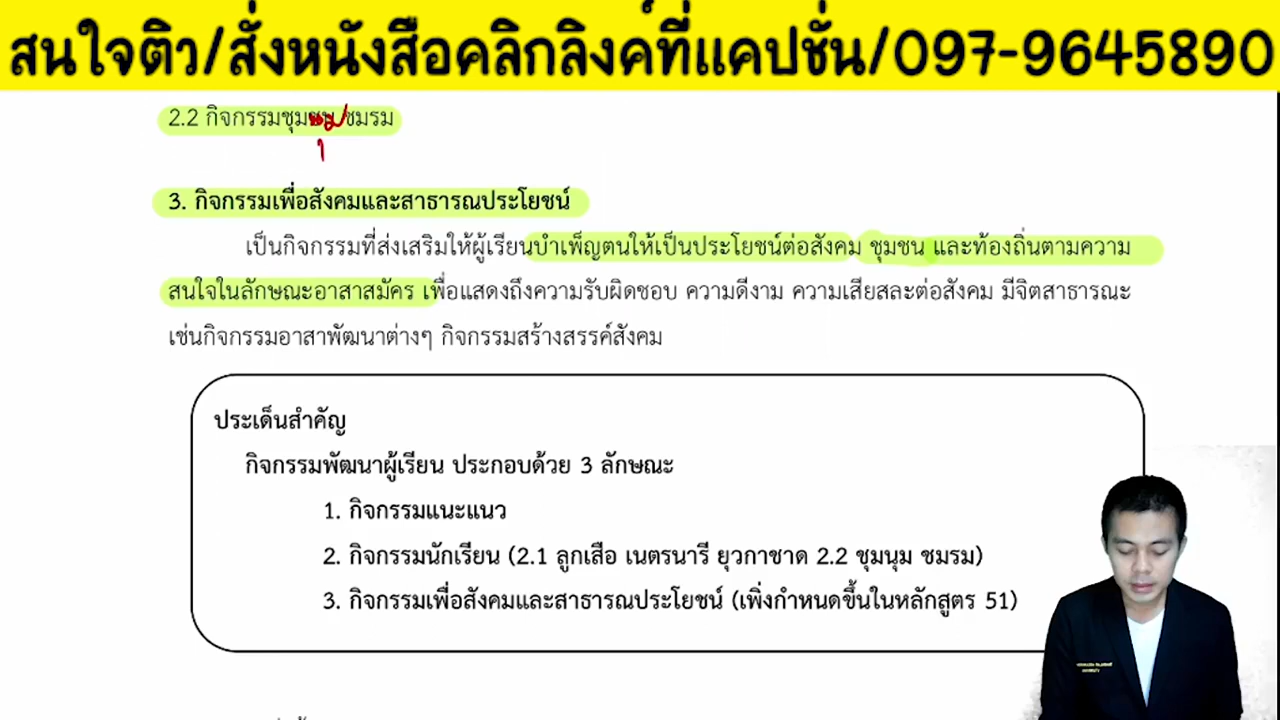 สนใจติว/สั่งหนังสือคลิกลิงค์ที่แคปชั่น/097-9645890
2.2 กิจกรรมชุมชน ชมรม
3. กิจกรรมเพื่อสังคมและสาธารณประโยชน์
เป็นกิจกรรมที่ส่งเสริมให้ผู้เรียนบำเพ็ญตนให้เป็นประโยชน์ต่อสังคม ชุมชน และท้องถิ่นตามความ
สนใจในลักษณะอาสาสมัคร เพื่อแสดงถึงความรับผิดชอบ ความดีงาม ความเสียสละต่อสังคม มีจิตสาธารณะ
เช่นกิจกรรมอาสาพัฒนาต่างๆ กิจกรรมสร้างสรรค์สังคม
ประเด็นสำคัญ
กิจกรรมพัฒนาผู้เรียน ประกอบด้วย 3 ลักษณะ
1. กิจกรรมแนะแนว
2. กิจกรรมนักเรียน (2.1 ลูกเสือ เนตรนารี ยุวกาชาด 2.2 ชุมนุม ชมรม)
3. กิจกรรมเพื่อสังคมและสาธารณประโยชน์ (เพิ่งกำหนดขึ้นในหลักสูตร 51)